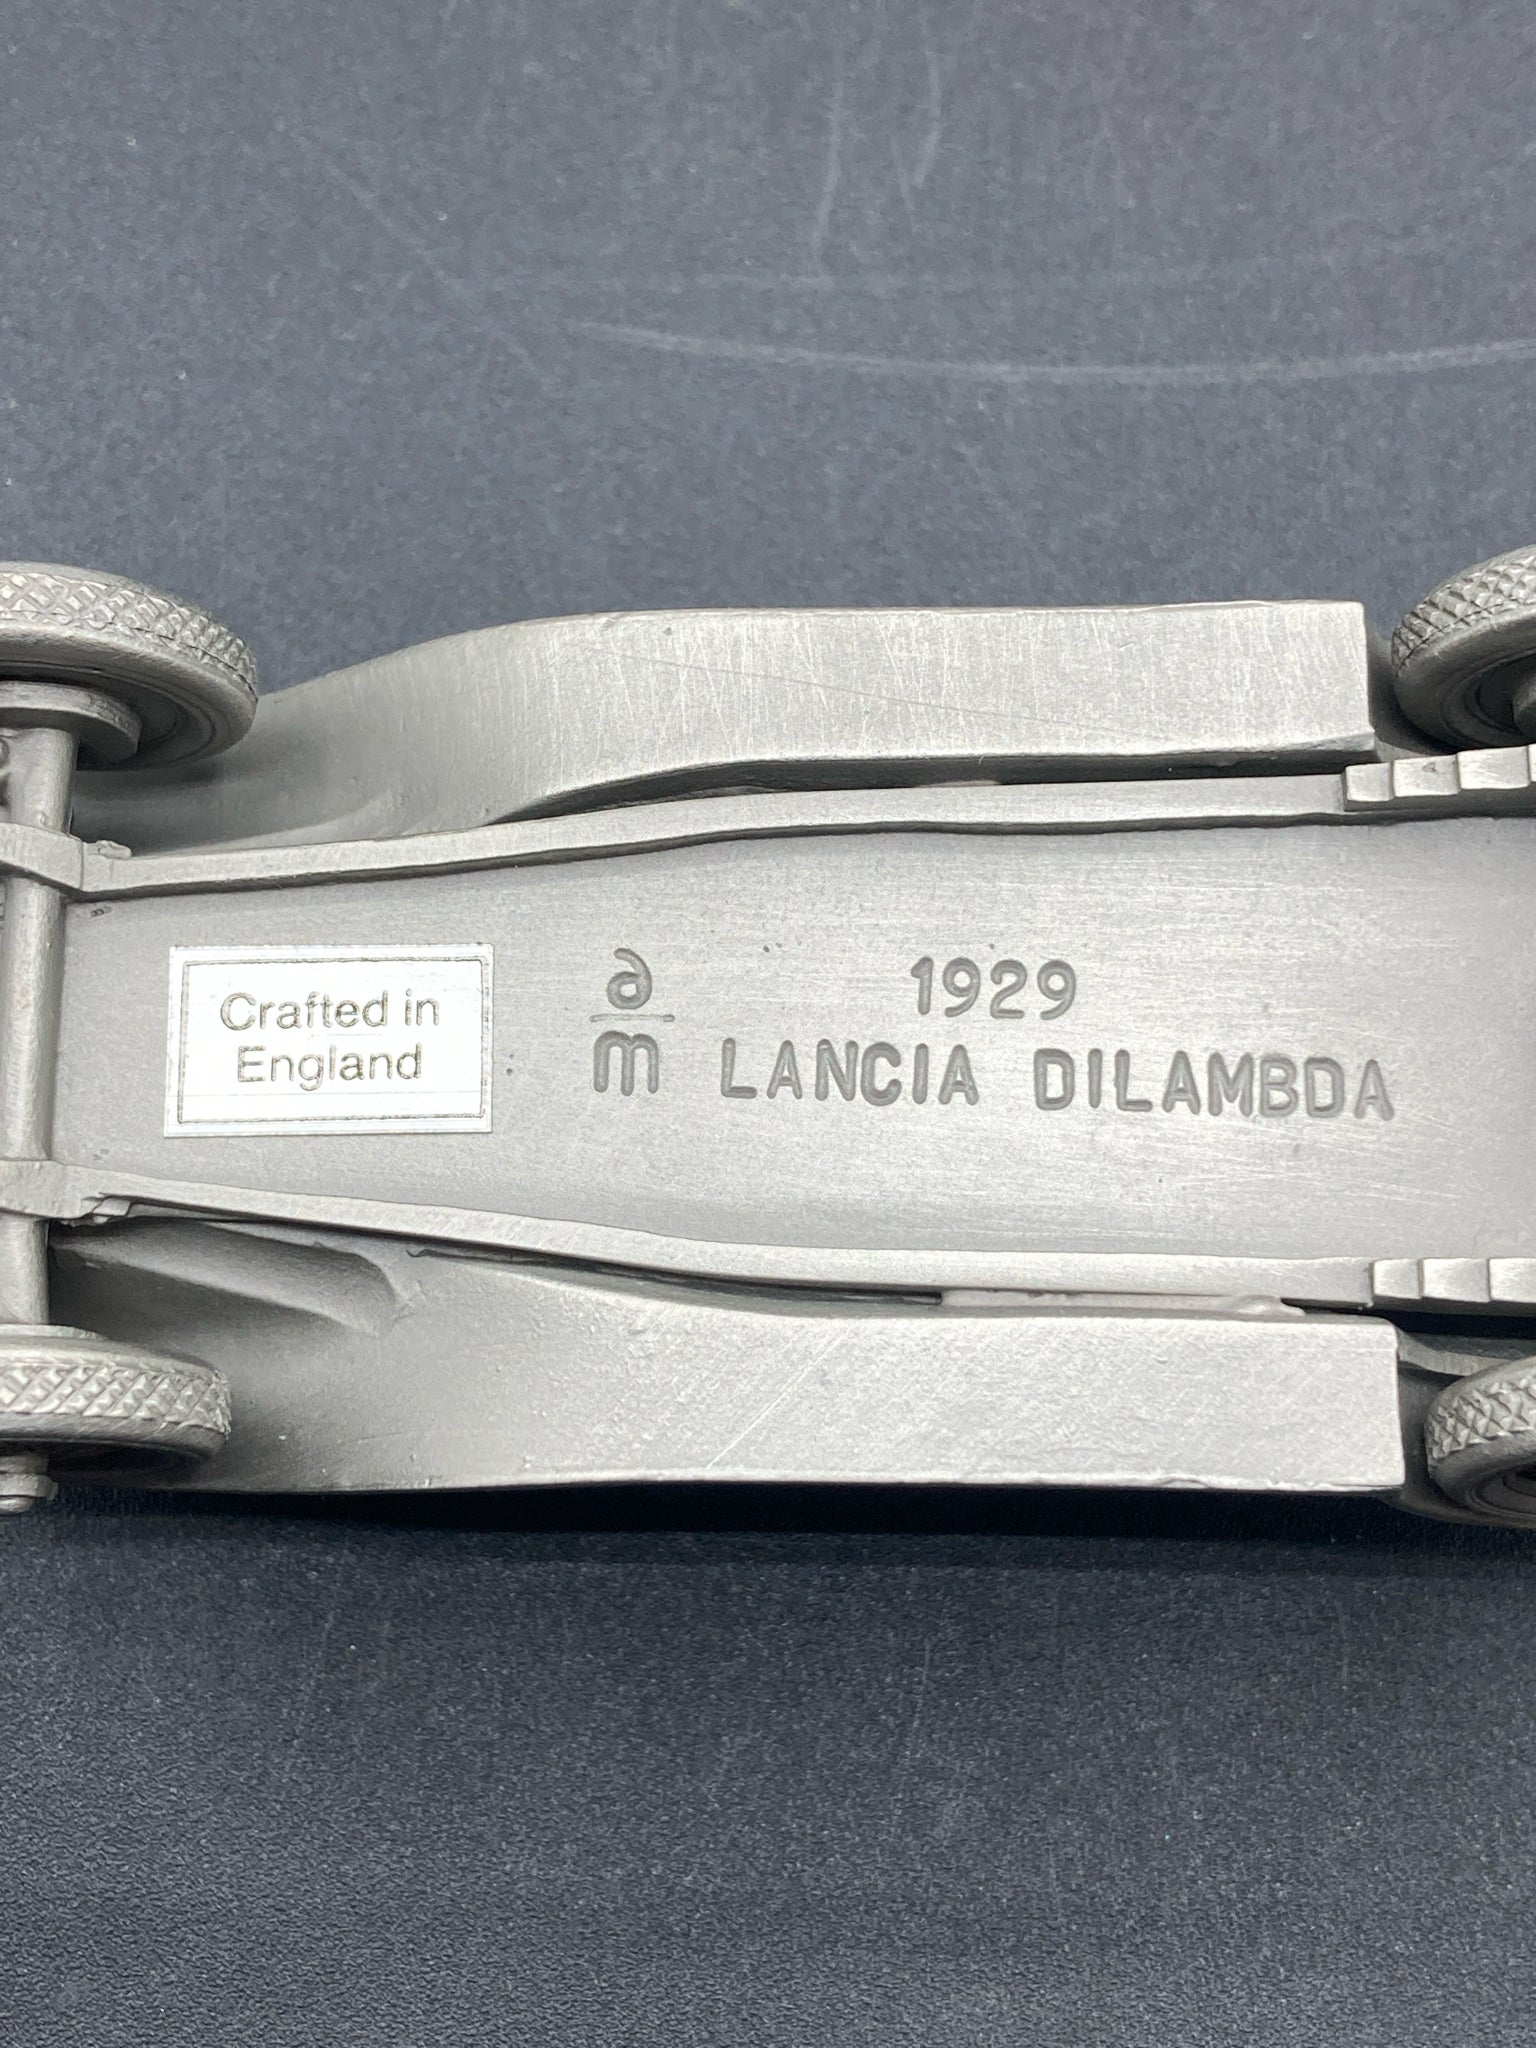 Crafted in
England
a
m
1929
LANCIA DILAMBDA